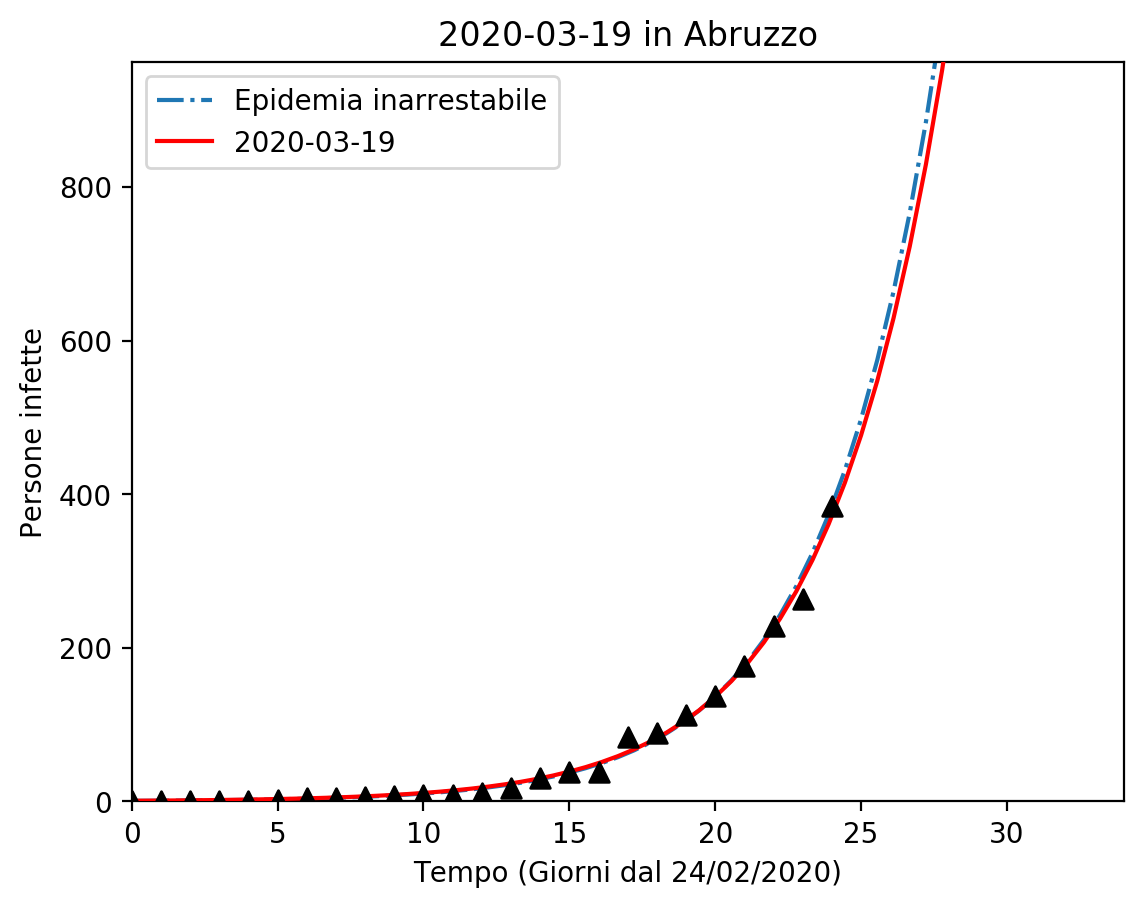 2020-03-19 in Abruzzo
Epidemia inarrestabile
2020-03-19
Persone infette
800
600
400
200
0
0 5 10 15 20 25 30
Tempo (Giorni dal 24/02/2020)